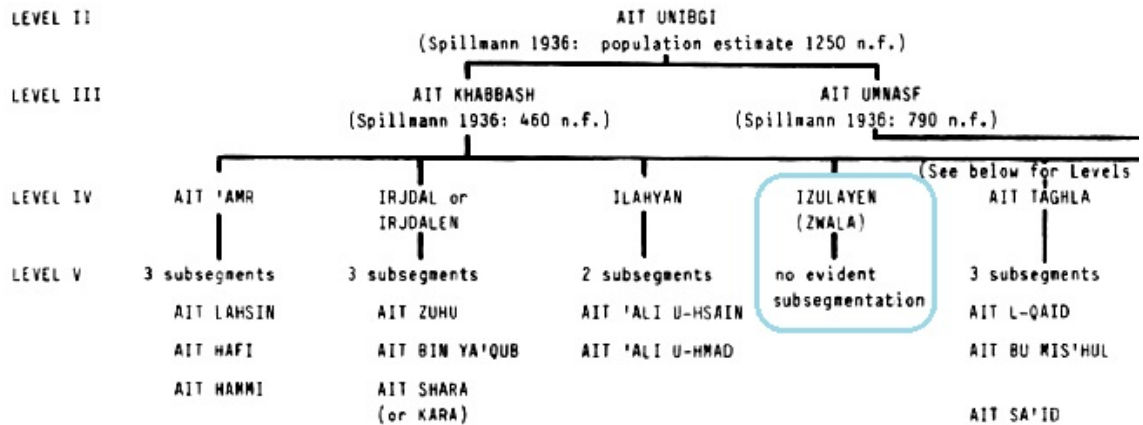 LEVEL II AIT UNIBGI
(Spillmann 1936: population estimate 1250 n.f.)
LEVEL III AIT KHABBASH AIT UMNASF
(Spillmann 1936: 460 n.f.) (Spillmann 1936: 790 n.f.)
(See below for Levels
LEVEL IV AIT 'AMR IRJDAL or ILAHYAN IZULAYEN AIT TAGHLA
IRJDALEN (ZWALA)
LEVEL V 3 subsegments 3 subsegments 2 subsegments no evident 3 subsegments
subsegmentation
AIT LAHSIN AIT ZUHU AIT 'ALI U-HSAIN AIT L-QAID
AIT HAFI AIT BIN YA'QUB AIT 'ALI U-HMAD AIT BU MIS'HUL
AIT HAMMI AIT SHARA
(or KARA) AIT SA'ID